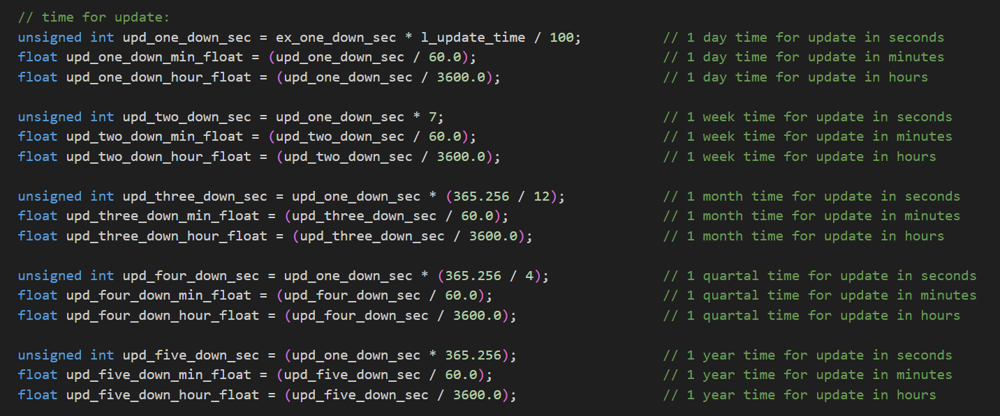 // time for update:
unsigned int upd_one_down_sec = ex_one_down_sec * l_update_time / 100; // 1 day time for update in seconds
float upd_one_down_min_float = (upd_one_down_sec / 60.0); // 1 day time for update in minutes
float upd_one_down_hour_float = (upd_one_down_sec / 3600.0); // 1 day time for update in hours
unsigned int upd_two_down_sec = upd_one_down_sec * 7; // 1 week time for update in seconds
float upd_two_down_min_float = (upd_two_down_sec / 60.0); // 1 week time for update in minutes
float upd_two_down_hour_float = (upd_two_down_sec / 3600.0); // 1 week time for update in hours
unsigned int upd_three_down_sec = upd_one_down_sec * (365.256 / 12); // 1 month time for update in seconds
float upd_three_down_min_float = (upd_three_down_sec / 60.0); // 1 month time for update in minutes
float upd_three_down_hour_float = (upd_three_down_sec / 3600.0); // 1 month time for update in hours
unsigned int upd_four_down_sec = upd_one_down_sec * (365.256 / 4); // 1 quartal time for update in seconds
float upd_four_down_min_float = (upd_four_down_sec / 60.0); // 1 quartal time for update in minutes
float upd_four_down_hour_float = (upd_four_down_sec / 3600.0); // 1 quartal time for update in hours
unsigned int upd_five_down_sec = (upd_one_down_sec * 365.256); // 1 year time for update in seconds
float upd_five_down_min_float = (upd_five_down_sec / 60.0); // 1 year time for update in minutes
float upd_five_down_hour_float = (upd_five_down_sec / 3600.0); // 1 year time for update in hours